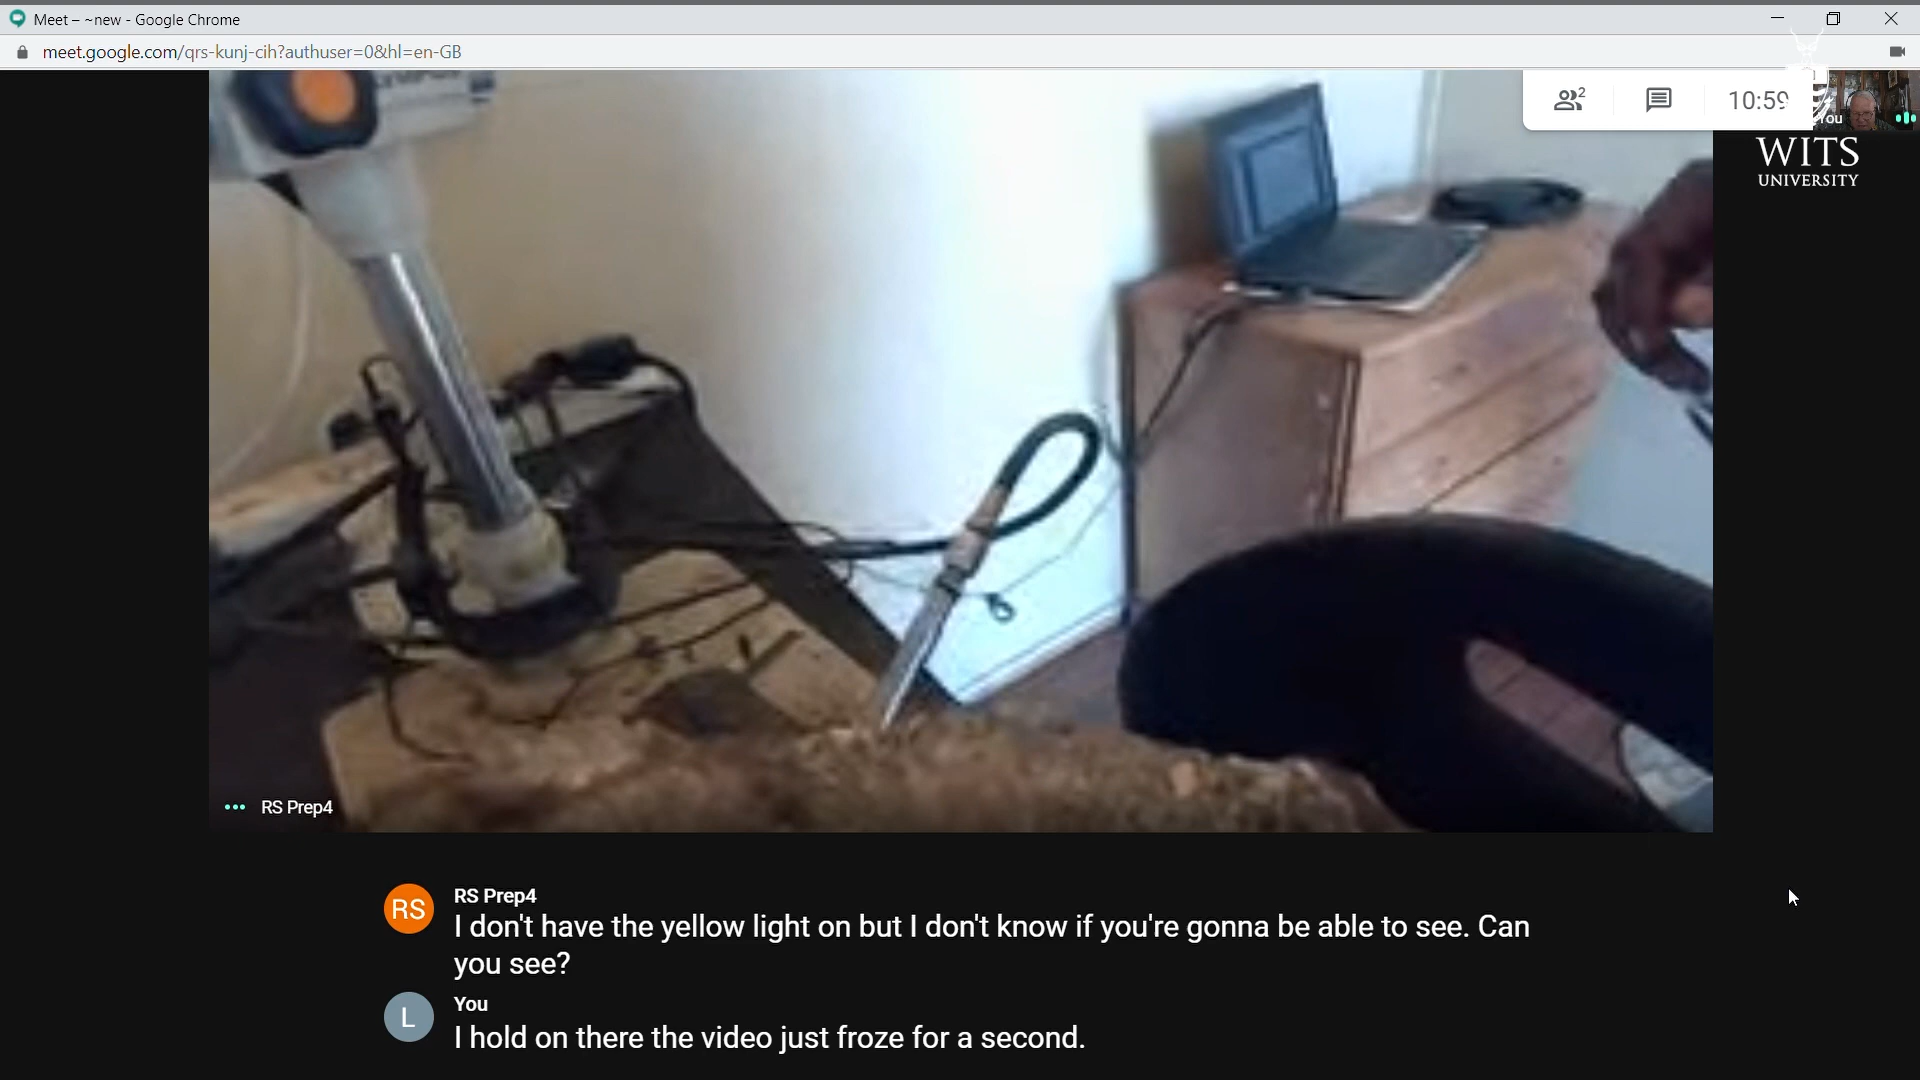 Meet – ~new - Google Chrome
meet.google.com/qrs-kunj-cih?authuser=0&hl=en-GB
2
10:59
You
WITS
UNIVERSITY
RS Prep4
RS
RS Prep4
I don't have the yellow light on but I don't know if you're gonna be able to see. Can
you see?
L
You
I hold on there the video just froze for a second.